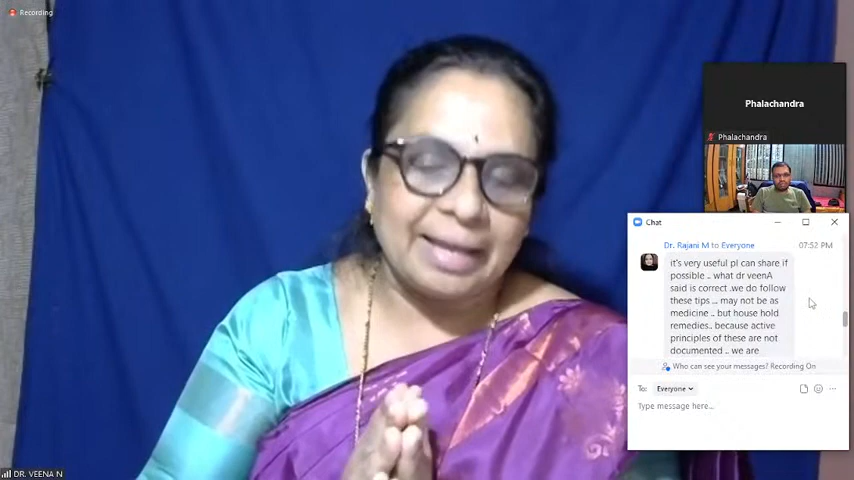 Recording
Phalachandra
Phalachandra
Chat
Dr. Rajani M to Everyone 07:52 PM
it's very useful pl can share if
possible .. what dr veenA
said is correct .we do follow
these tips ... may not be as
medicine .. but house hold
remedies.. because active
principles of these are not
documented .. we are
Who can see your messages? Recording On
To: Everyone
Type message here...
DR. VEENA N